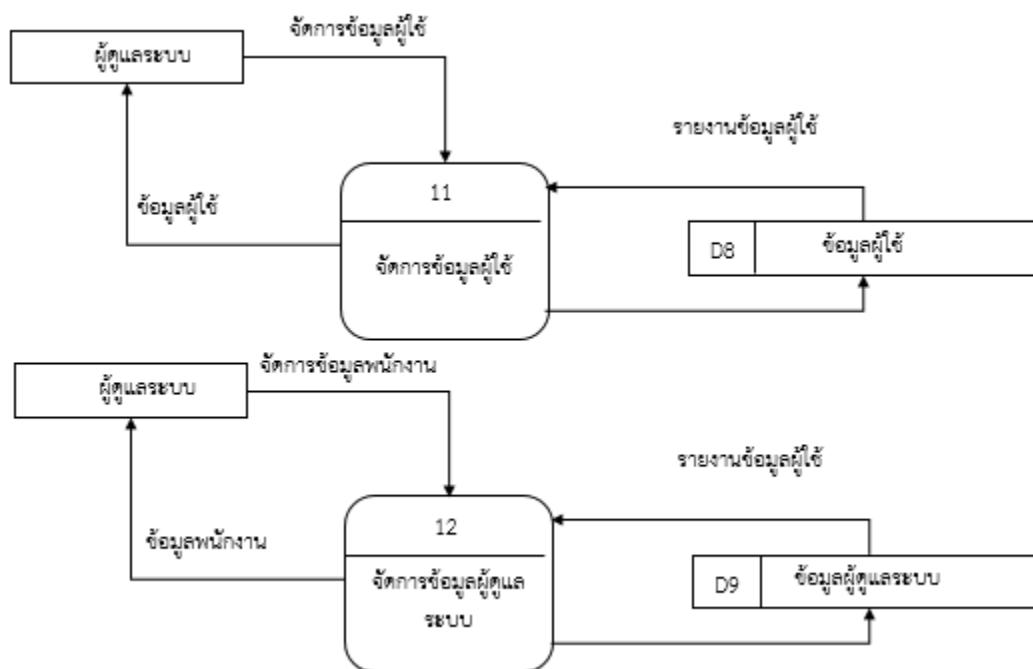 จัดการข้อมูลผู้ใช้
ผู้ดูแลระบบ
รายงานข้อมูลผู้ใช้
11
ข้อมูลผู้ใช้
D8
ข้อมูลผู้ใช้
จัดการข้อมูลผู้ใช้
จัดการข้อมูลพนักงาน
ผู้ดูแลระบบ
รายงานข้อมูลผู้ใช้
12
ข้อมูลพนักงาน
D9
ข้อมูลผู้ดูแลระบบ
จัดการข้อมูลผู้ดูแล
ระบบ